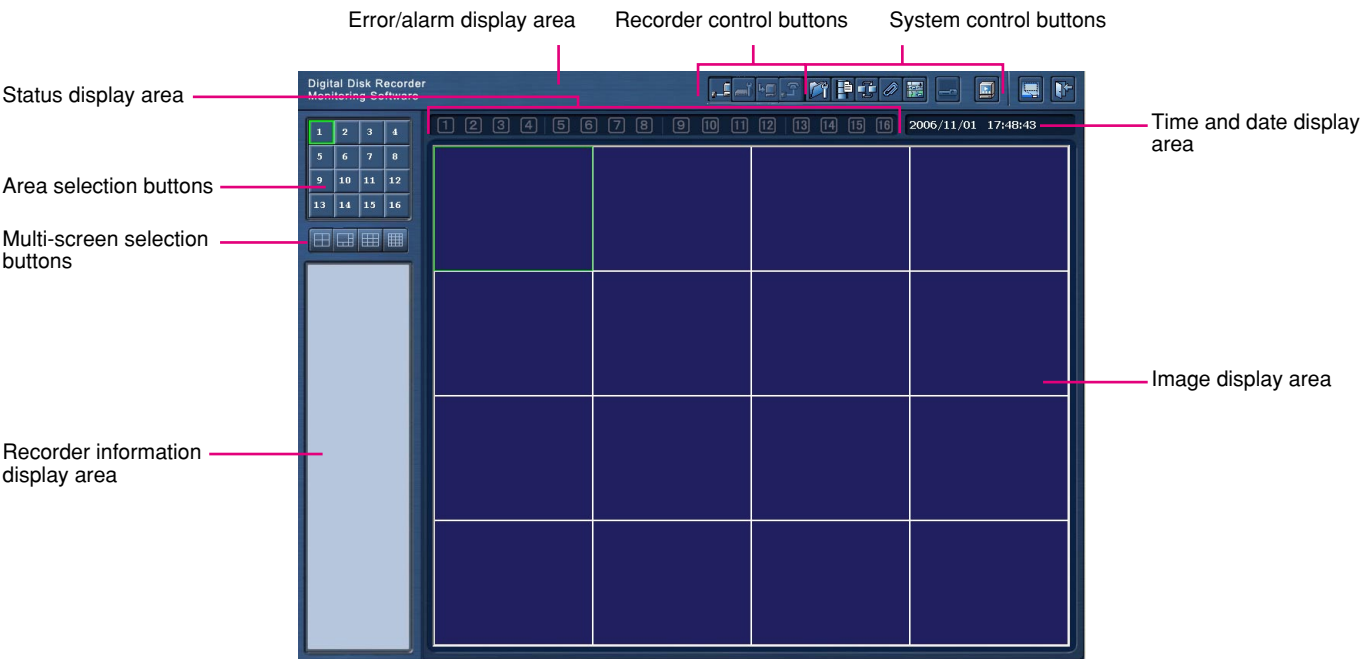 Error/alarm display area
Recorder control buttons
System control buttons
Digital Disk Recorder
Monitoring Software
Status display area
1 2 3 4 5 6 7 8 9 10 11 12 13 14 15 16
2006/11/01 17:48:43
Time and date display
area
1 2 3 4
5 6 7 8
9 10 11 12
13 14 15 16
Area selection buttons
Multi-screen selection
buttons
Image display area
Recorder information
display area